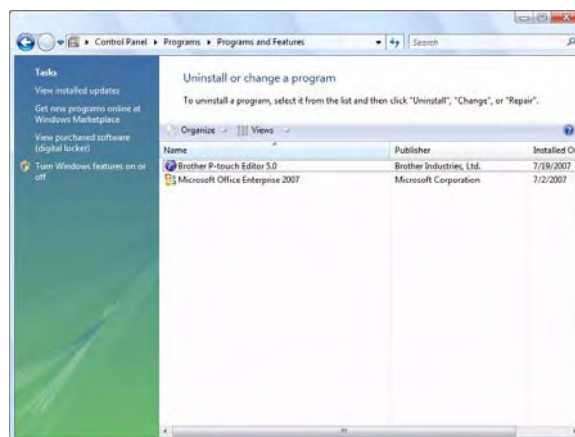 Control Panel ▸ Programs ▸ Programs and Features
Search
Tasks
View installed updates
Get new programs online at
Windows Marketplace
View purchased software
(digital locker)
Turn Windows features on or
off
Uninstall or change a program
To uninstall a program, select it from the list and then click "Uninstall", "Change", or "Repair".
Organize Views
Name Publisher Installed O
Brother P-touch Editor 5.0 Brother Industries, Ltd. 7/19/2007
Microsoft Office Enterprise 2007 Microsoft Corporation 7/2/2007